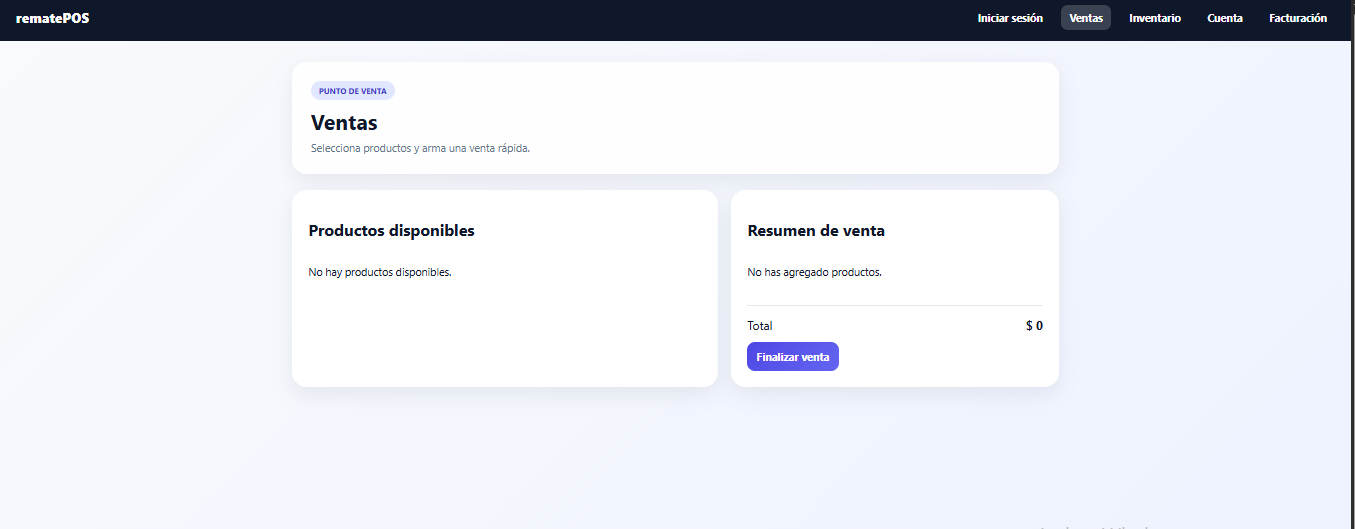 rematePOS
Iniciar sesión
Ventas
Inventario
Cuenta
Facturación
PUNTO DE VENTA
Ventas
Selecciona productos y arma una venta rápida.
Productos disponibles
No hay productos disponibles.
Resumen de venta
No has agregado productos.
Total
$ 0
Finalizar venta